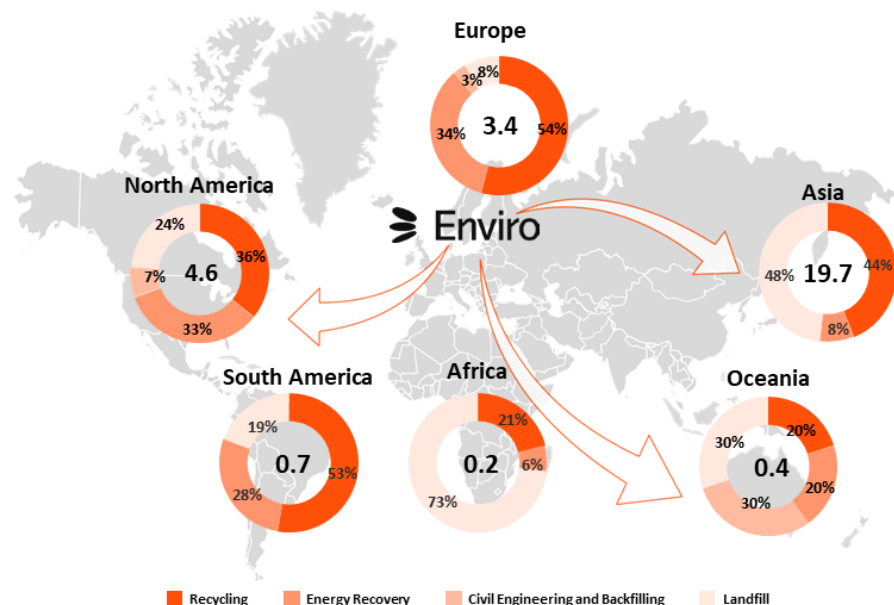 Europe
8%
3%
34%
3.4
54%
North America
24%
36%
7%
4.6
33%
Enviro
Asia
48%
19.7
44%
8%
South America
19%
0.7
53%
28%
Africa
21%
0.2
6%
73%
Oceania
20%
30%
0.4
20%
30%
Recycling
Energy Recovery
Civil Engineering and Backfilling
Landfill